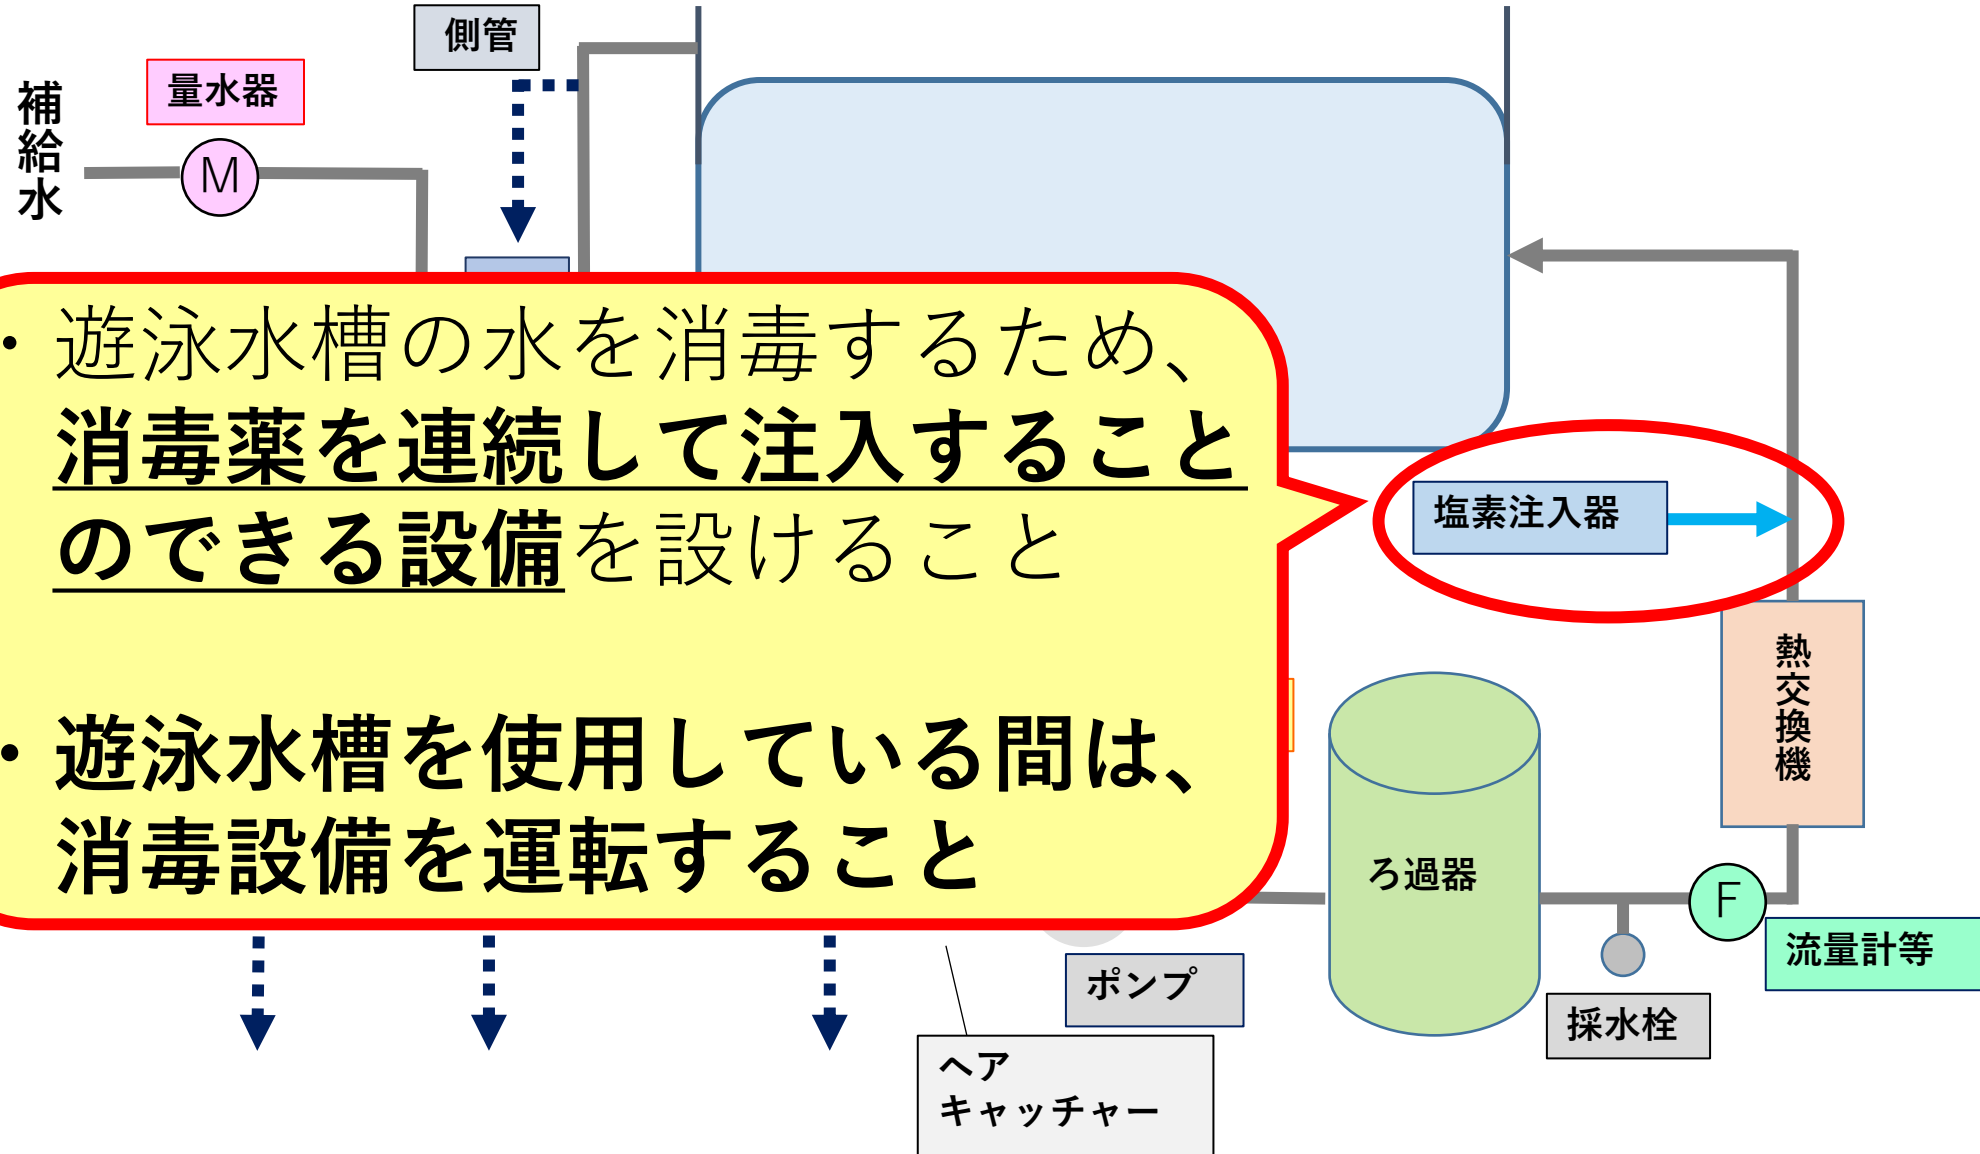 側管
量水器
補給水
M
・遊泳水槽の水を消毒するため、
消毒薬を連続して注入すること
のできる設備を設けること
・遊泳水槽を使用している間は、
消毒設備を運転すること
塩素注入器
熱交換機
ろ過器
F
流量計等
ポンプ
採水栓
ヘア
キャッチャー